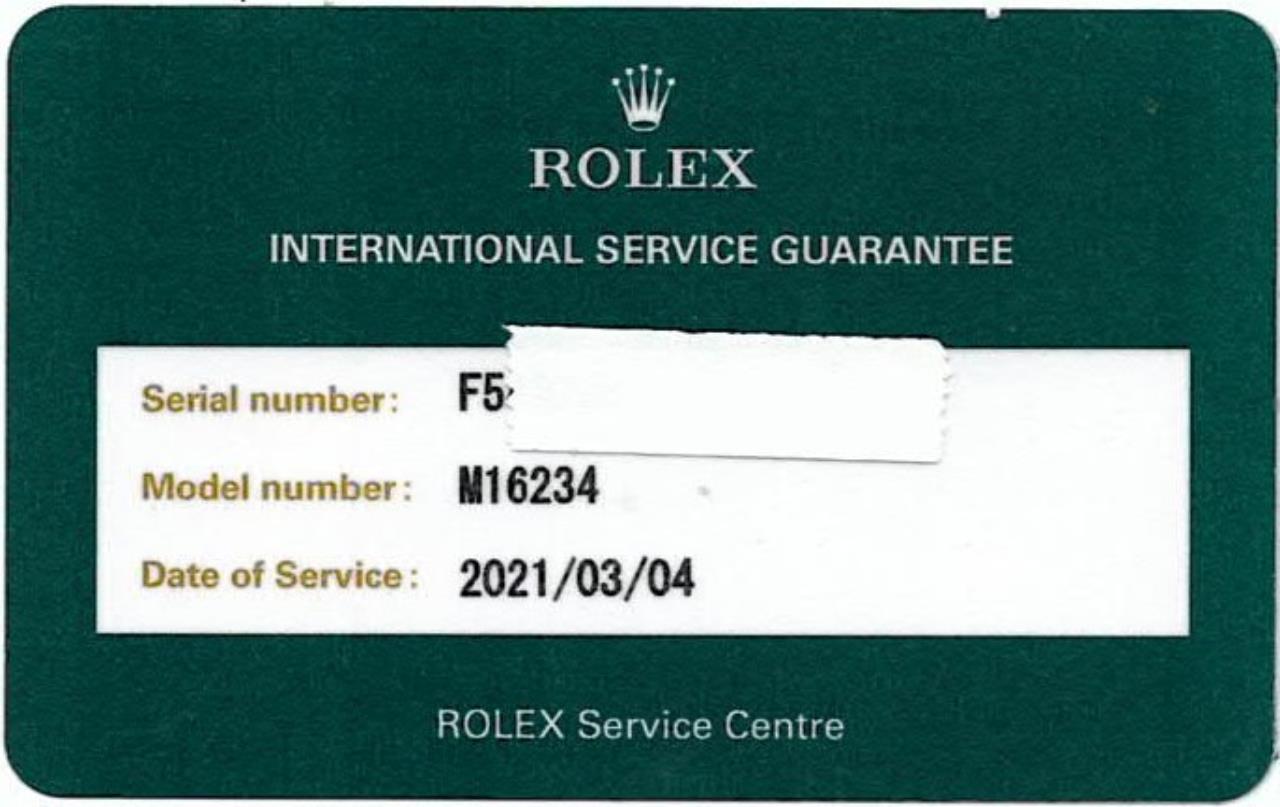 ROLEX
INTERNATIONAL SERVICE GUARANTEE
Serial number: F5
Model number: M16234
Date of Service: 2021/03/04
ROLEX Service Centre